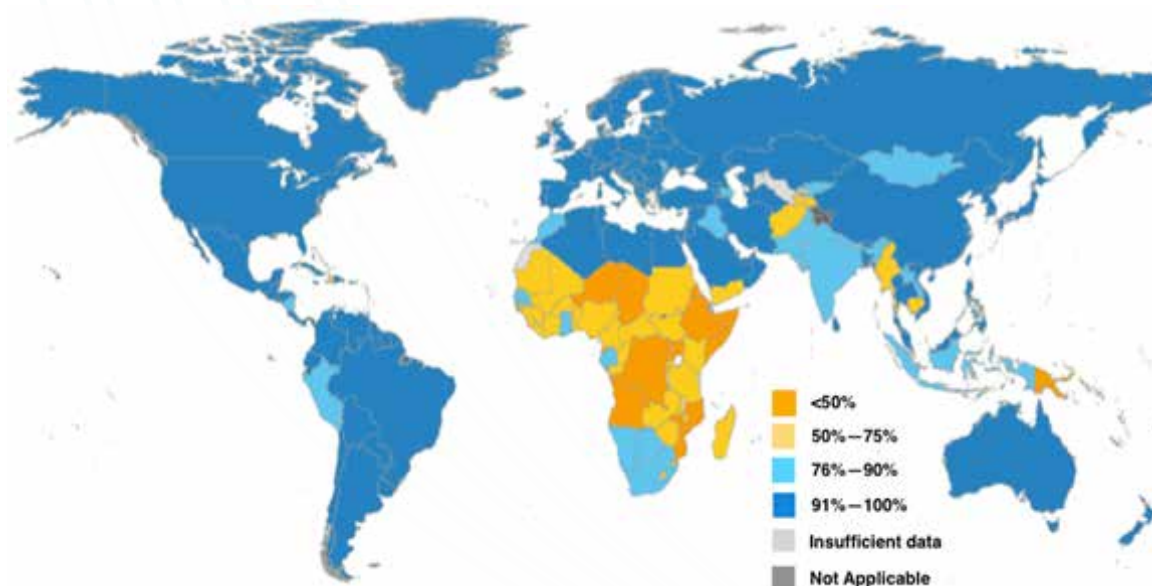 <50%
50%—75%
76%—90%
91%—100%
Insufficient data
Not Applicable